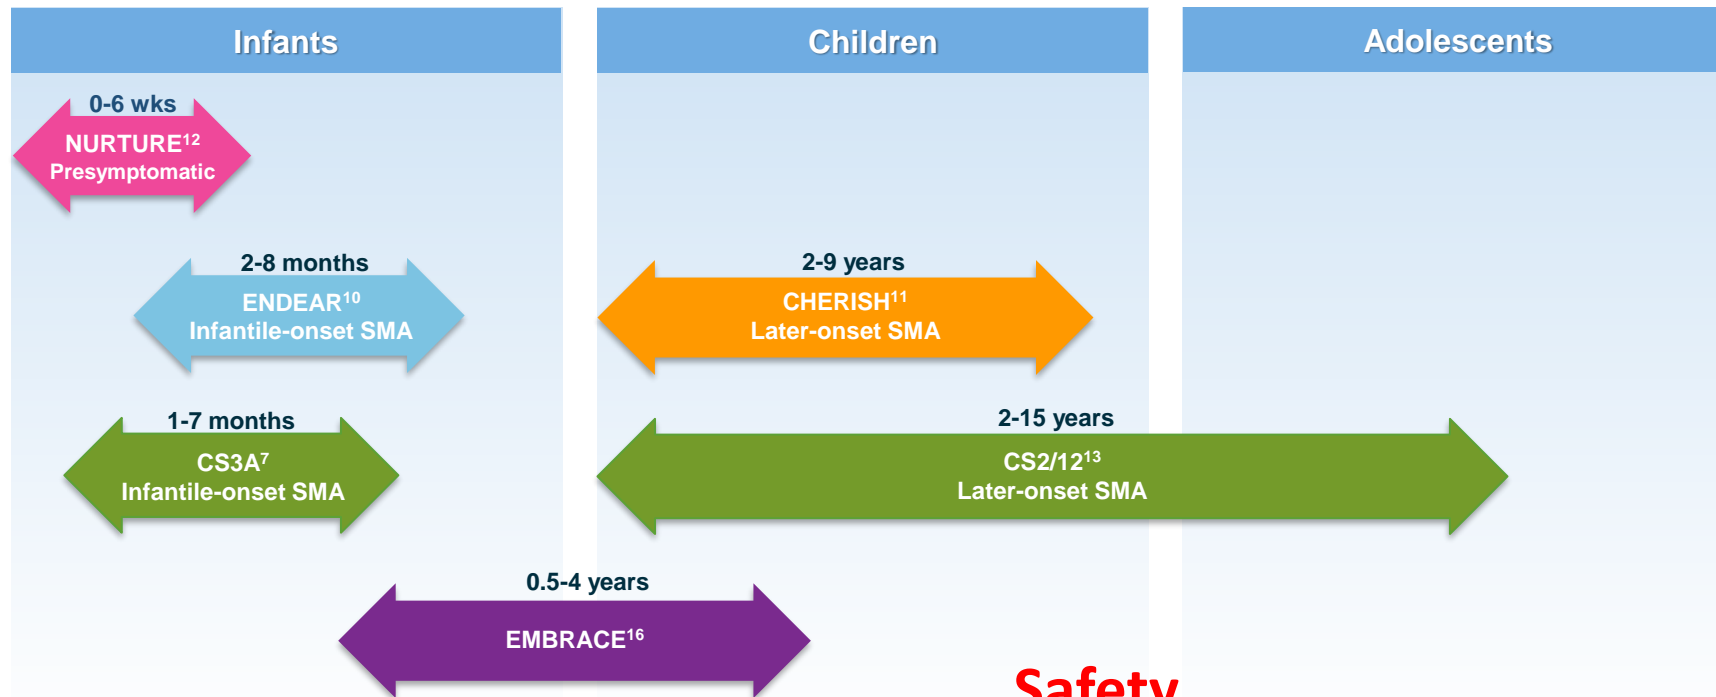 Infants
Children
Adolescents
0-6 wks
NURTURE¹²
Presymptomatic
2-8 months
ENDEAR¹⁰
Infantile-onset SMA
2-9 years
CHERISH¹¹
Later-onset SMA
1-7 months
CS3A⁷
Infantile-onset SMA
2-15 years
CS2/12¹³
Later-onset SMA
0.5-4 years
EMBRACE¹⁶
Safety